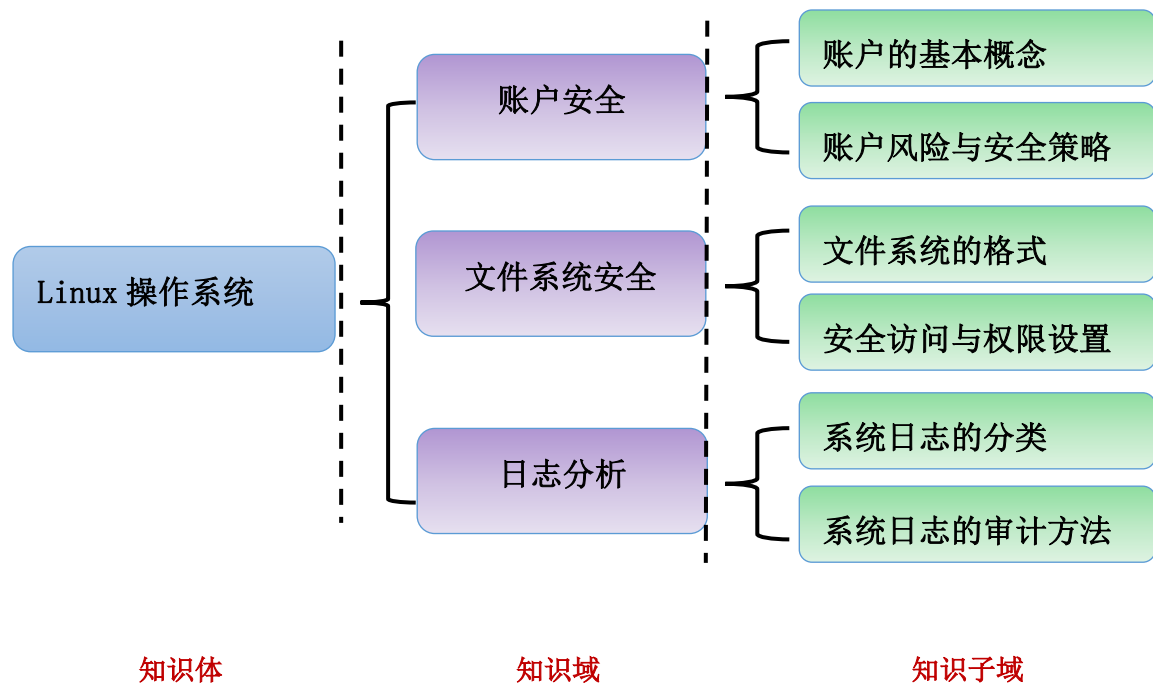 账户的基本概念
账户安全
账户风险与安全策略
文件系统的格式
Linux 操作系统
文件系统安全
安全访问与权限设置
系统日志的分类
日志分析
系统日志的审计方法
知识体
知识域
知识子域